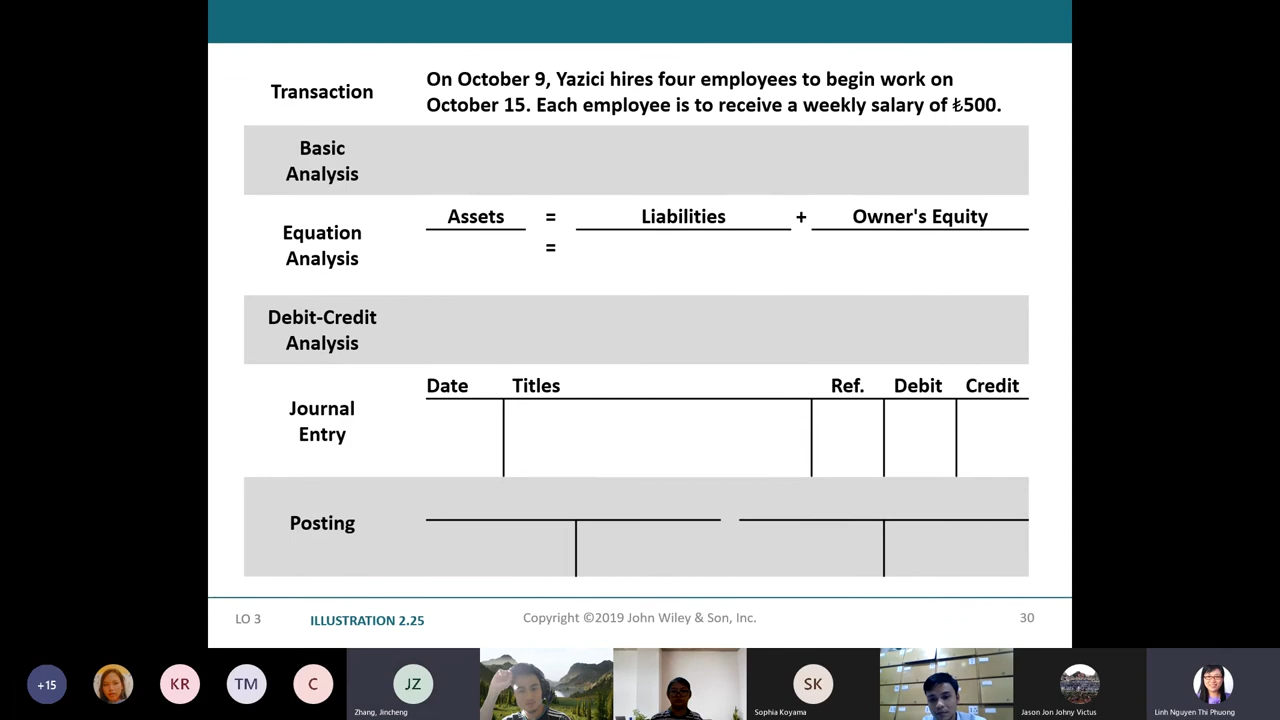 Transaction
On October 9, Yazici hires four employees to begin work on
October 15. Each employee is to receive a weekly salary of ₺500.
Basic
Analysis
Equation
Analysis
Assets = Liabilities + Owner's Equity
=
Debit-Credit
Analysis
Journal
Entry
Date Titles Ref. Debit Credit
Posting
LO 3 ILLUSTRATION 2.25 Copyright ©2019 John Wiley & Son, Inc. 30
+15 KR TM C JZ SK
Zhang, Jincheng
Sophia Koyama
Jason Jon Johny Victus
Linh Nguyen Thi Phuong